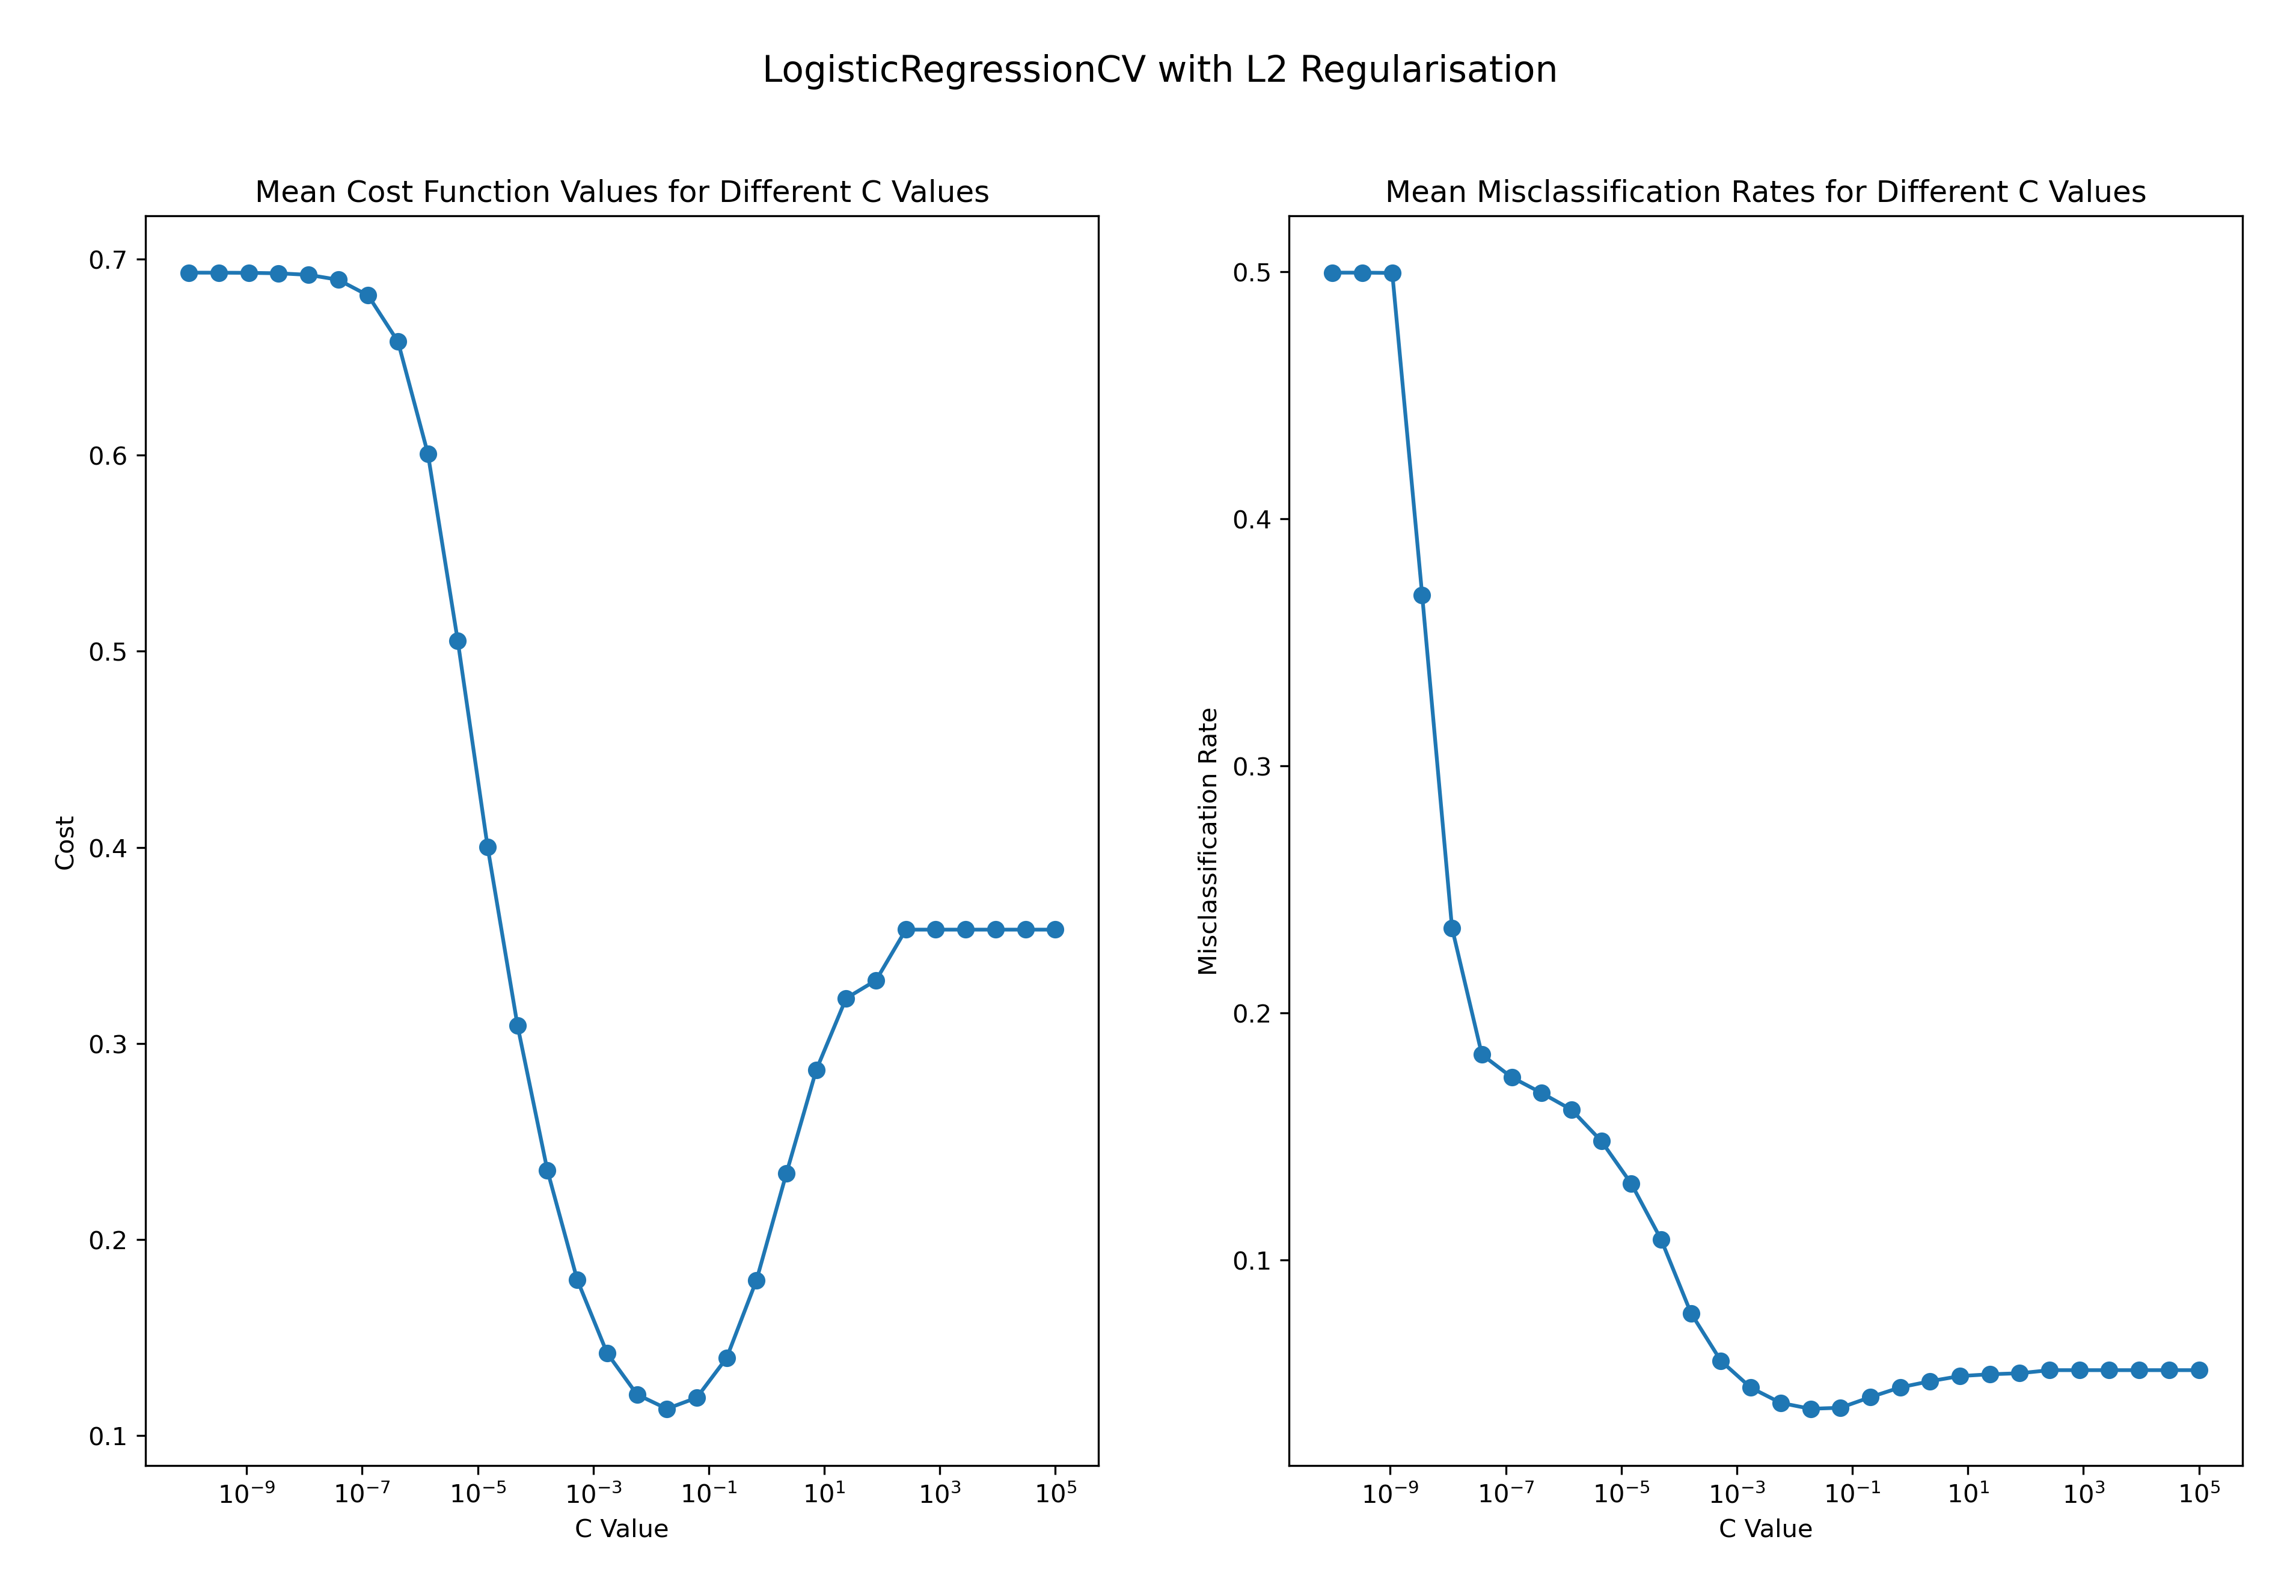 LogisticRegressionCV with L2 Regularisation
Mean Cost Function Values for Different C Values
Cost
0.7
0.6
0.5
0.4
0.3
0.2
0.1
10⁻⁹ 10⁻⁷ 10⁻⁵ 10⁻³ 10⁻¹ 10¹ 10³ 10⁵
C Value
Mean Misclassification Rates for Different C Values
Misclassification Rate
0.5
0.4
0.3
0.2
0.1
10⁻⁹ 10⁻⁷ 10⁻⁵ 10⁻³ 10⁻¹ 10¹ 10³ 10⁵
C Value